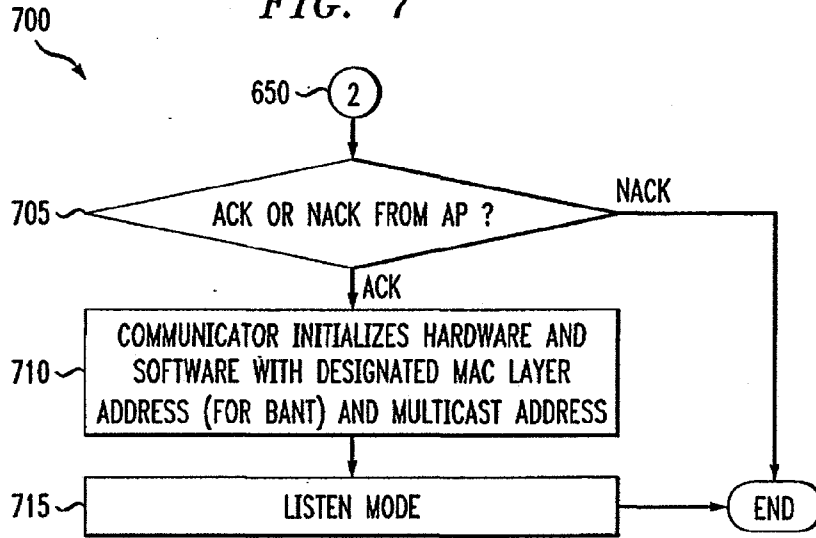 FIG. 7
700
650
2
705
ACK OR NACK FROM AP ?
NACK
ACK
710
COMMUNICATOR INITIALIZES HARDWARE AND
SOFTWARE WITH DESIGNATED MAC LAYER
ADDRESS (FOR BANT) AND MULTICAST ADDRESS
715
LISTEN MODE
END